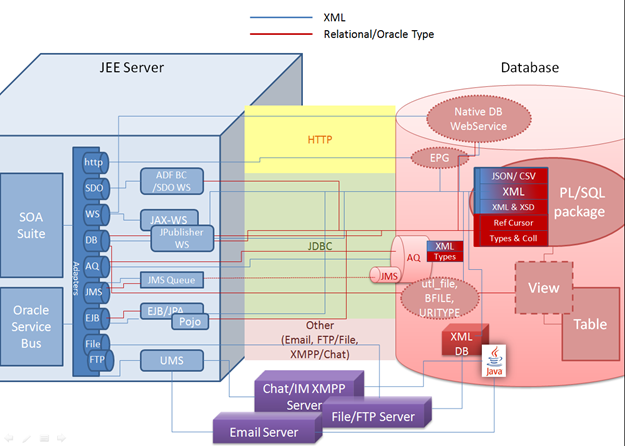 XML
Relational/Oracle Type
JEE Server
Database
HTTP
Native DB
WebService
EPG
http
SDO
WS
DB
AQ
JMS
EJB
File
FTP
Adapters
SOA
Suite
Oracle
Service
Bus
ADF BC
/SDO WS
JAX-WS
JPublisher
WS
JMS Queue
EJB/JPA
Pojo
UMS
JDBC
Other
(Email, FTP/File,
XMPP/Chat)
JSON/ CSV
XML
XML & XSD
Ref Cursor
Types & Coll
PL/SQL
package
AQ
XML
Types
JMS
utl_file,
BFILE,
URITYPE
View
Table
XML
DB
Java
Chat/IM XMPP
Server
File/FTP Server
Email Server